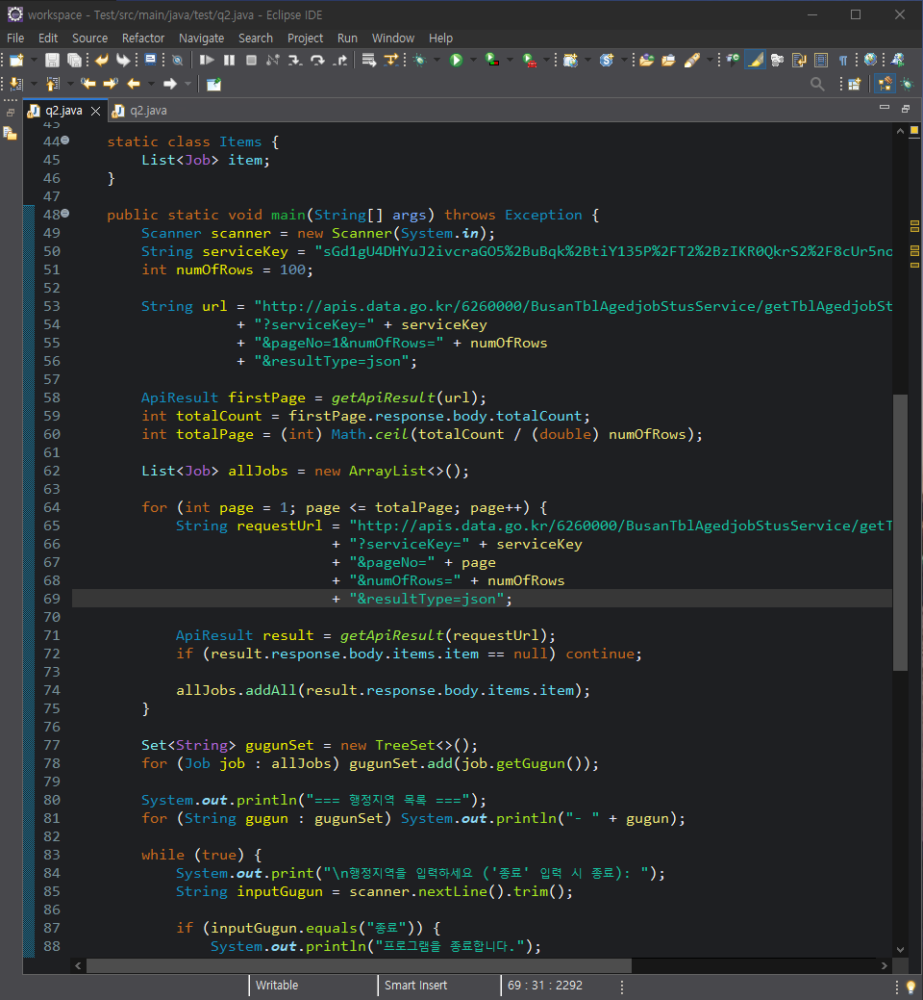 workspace - Test/src/main/java/test/q2.java - Eclipse IDE
File Edit Source Refactor Navigate Search Project Run Window Help
q2.java q2.java
43
44 static class Items {
45 List<Job> item;
46 }
47
48 public static void main(String[] args) throws Exception {
49 Scanner scanner = new Scanner(System.in);
50 String serviceKey = "sGd1gU4DHYuJ2ivcraGO5%2BuBqk%2BtiY135P%2FT2%2BzIKR0QkrS2%2F8cUr5no
51 int numOfRows = 100;
52
53 String url = "http://apis.data.go.kr/6260000/BusanTblAgedjobStusService/getTblAgedjobSt
54 + "?serviceKey=" + serviceKey
55 + "&pageNo=1&numOfRows=" + numOfRows
56 + "&resultType=json";
57
58 ApiResult firstPage = getApiResult(url);
59 int totalCount = firstPage.response.body.totalCount;
60 int totalPage = (int) Math.ceil(totalCount / (double) numOfRows);
61
62 List<Job> allJobs = new ArrayList<>();
63
64 for (int page = 1; page <= totalPage; page++) {
65 String requestUrl = "http://apis.data.go.kr/6260000/BusanTblAgedjobStusService/getT
66 + "?serviceKey=" + serviceKey
67 + "&pageNo=" + page
68 + "&numOfRows=" + numOfRows
69 + "&resultType=json";
70
71 ApiResult result = getApiResult(requestUrl);
72 if (result.response.body.items.item == null) continue;
73
74 allJobs.addAll(result.response.body.items.item);
75 }
76
77 Set<String> gugunSet = new TreeSet<>();
78 for (Job job : allJobs) gugunSet.add(job.getGugun());
79
80 System.out.println("=== 행정지역 목록 ===");
81 for (String gugun : gugunSet) System.out.println("- " + gugun);
82
83 while (true) {
84 System.out.print("\n행정지역을 입력하세요 ('종료' 입력 시 종료): ");
85 String inputGugun = scanner.nextLine().trim();
86
87 if (inputGugun.equals("종료")) {
88 System.out.println("프로그램을 종료합니다.");
Writable Smart Insert 69 : 31 : 2292